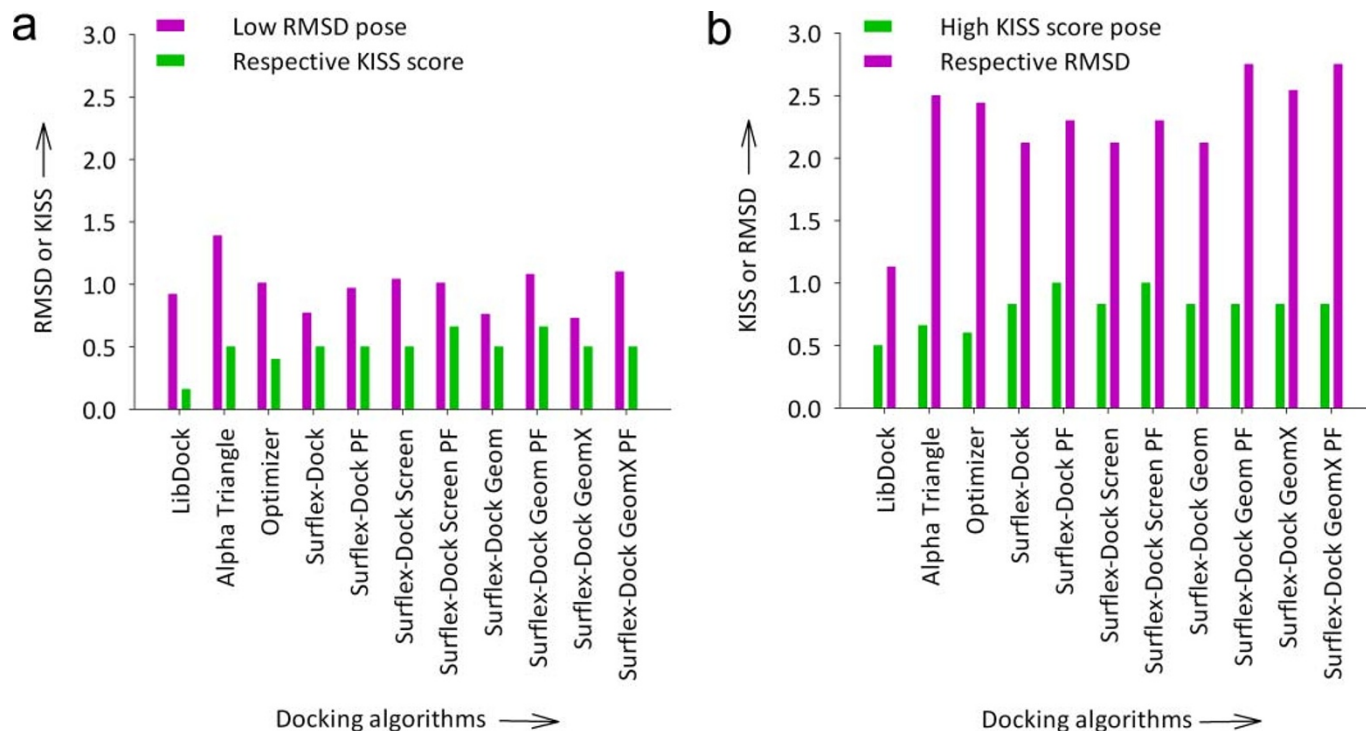 a
Low RMSD pose
Respective KISS score
3.0
2.5
2.0
1.5
1.0
0.5
0.0
RMSD or KISS
LibDock
Alpha Triangle
Optimizer
Surflex-Dock
Surflex-Dock PF
Surflex-Dock Screen
Surflex-Dock Screen PF
Surflex-Dock Geom
Surflex-Dock Geom PF
Surflex-Dock GeomX
Surflex-Dock GeomX PF
Docking algorithms
b
High KISS score pose
Respective RMSD
3.0
2.5
2.0
1.5
1.0
0.5
0.0
KISS or RMSD
LibDock
Alpha Triangle
Optimizer
Surflex-Dock
Surflex-Dock PF
Surflex-Dock Screen
Surflex-Dock Screen PF
Surflex-Dock Geom
Surflex-Dock Geom PF
Surflex-Dock GeomX
Surflex-Dock GeomX PF
Docking algorithms